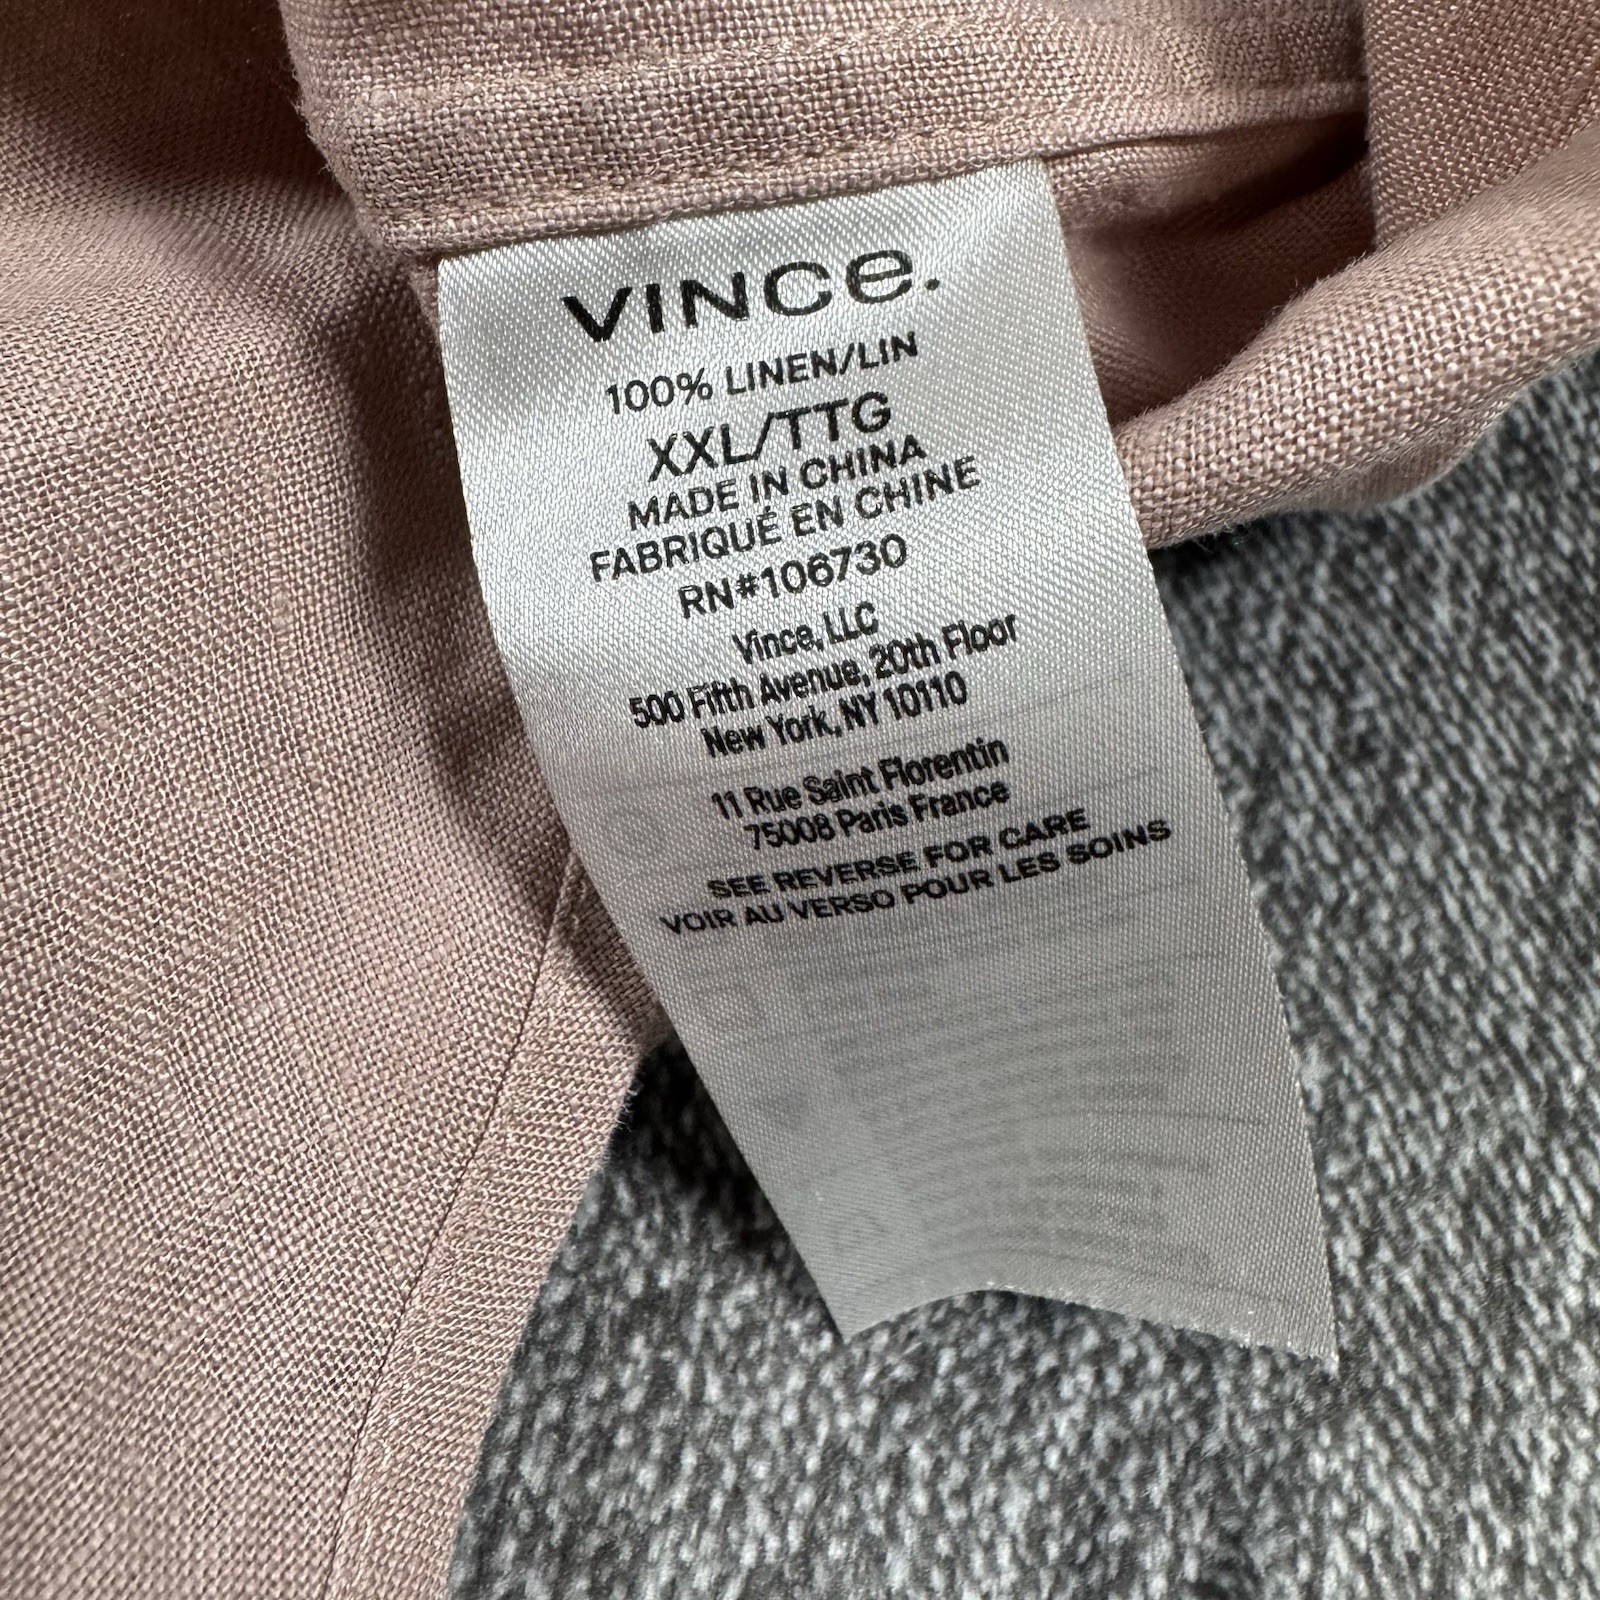 VINCe.
100% LINEN/LIN
XXL/TTG
MADE IN CHINA
FABRIQUÉ EN CHINE
RN#106730
Vince, LLC
500 Fifth Avenue, 20th Floor
New York, NY 10110
11 Rue Saint Florentin
75008 Paris France
SEE REVERSE FOR CARE
VOIR AU VERSO POUR LES SOINS